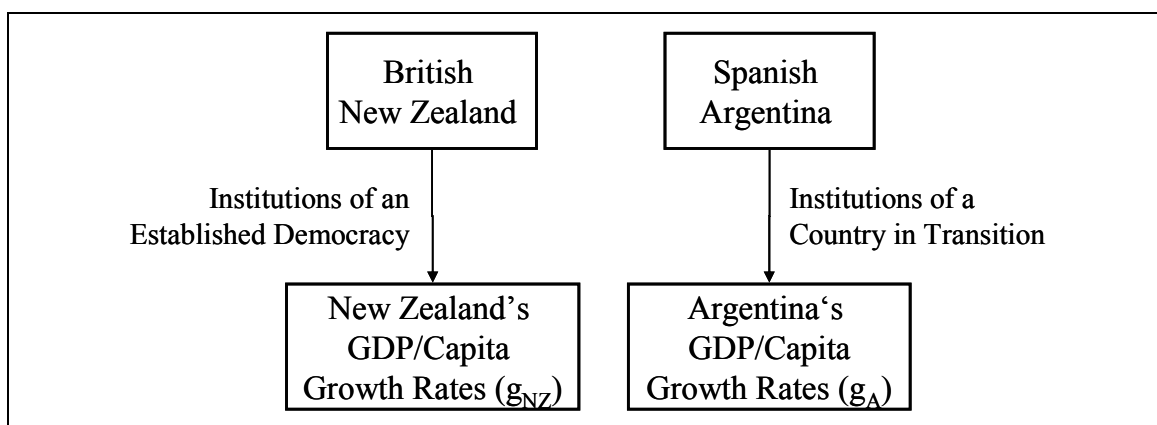 British
New Zealand
Spanish
Argentina
Institutions of an
Established Democracy
Institutions of a
Country in Transition
New Zealand’s
GDP/Capita
Growth Rates (gNZ)
Argentina‘s
GDP/Capita
Growth Rates (gA)